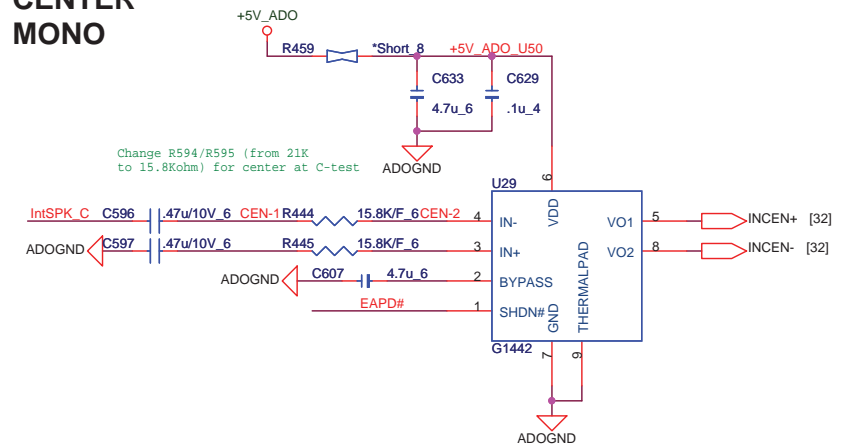 CENTER
MONO
+5V_ADO
R459 *Short_8 +5V_ADO_U50
C633 C629
4.7u_6 .1u_4
Change R594/R595 (from 21K
to 15.8Kohm) for center at C-test
ADOGND
U29
6
VDD
IntSPK_C C596 .47u/10V_6 CEN-1 R444 15.8K/F_6 CEN-2 4 IN- VO1 5 INCEN+ [32]
ADOGND C597 .47u/10V_6 R445 15.8K/F_6 3 IN+ VO2 8 INCEN- [32]
ADOGND C607 4.7u_6 2 BYPASS
EAPD# 1 SHDN#
GND
THERMALPAD
G1442
7
9
ADOGND